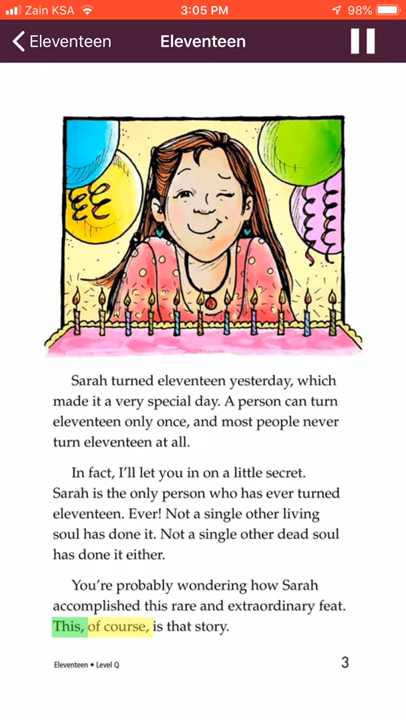 Zain KSA 3:05 PM 98%
Eleventeen Eleventeen
Sarah turned eleventeen yesterday, which
made it a very special day. A person can turn
eleventeen only once, and most people never
turn eleventeen at all.
In fact, I'll let you in on a little secret.
Sarah is the only person who has ever turned
eleventeen. Ever! Not a single other living
soul has done it. Not a single other dead soul
has done it either.
You're probably wondering how Sarah
accomplished this rare and extraordinary feat.
This, of course, is that story.
Eleventeen • Level Q 3